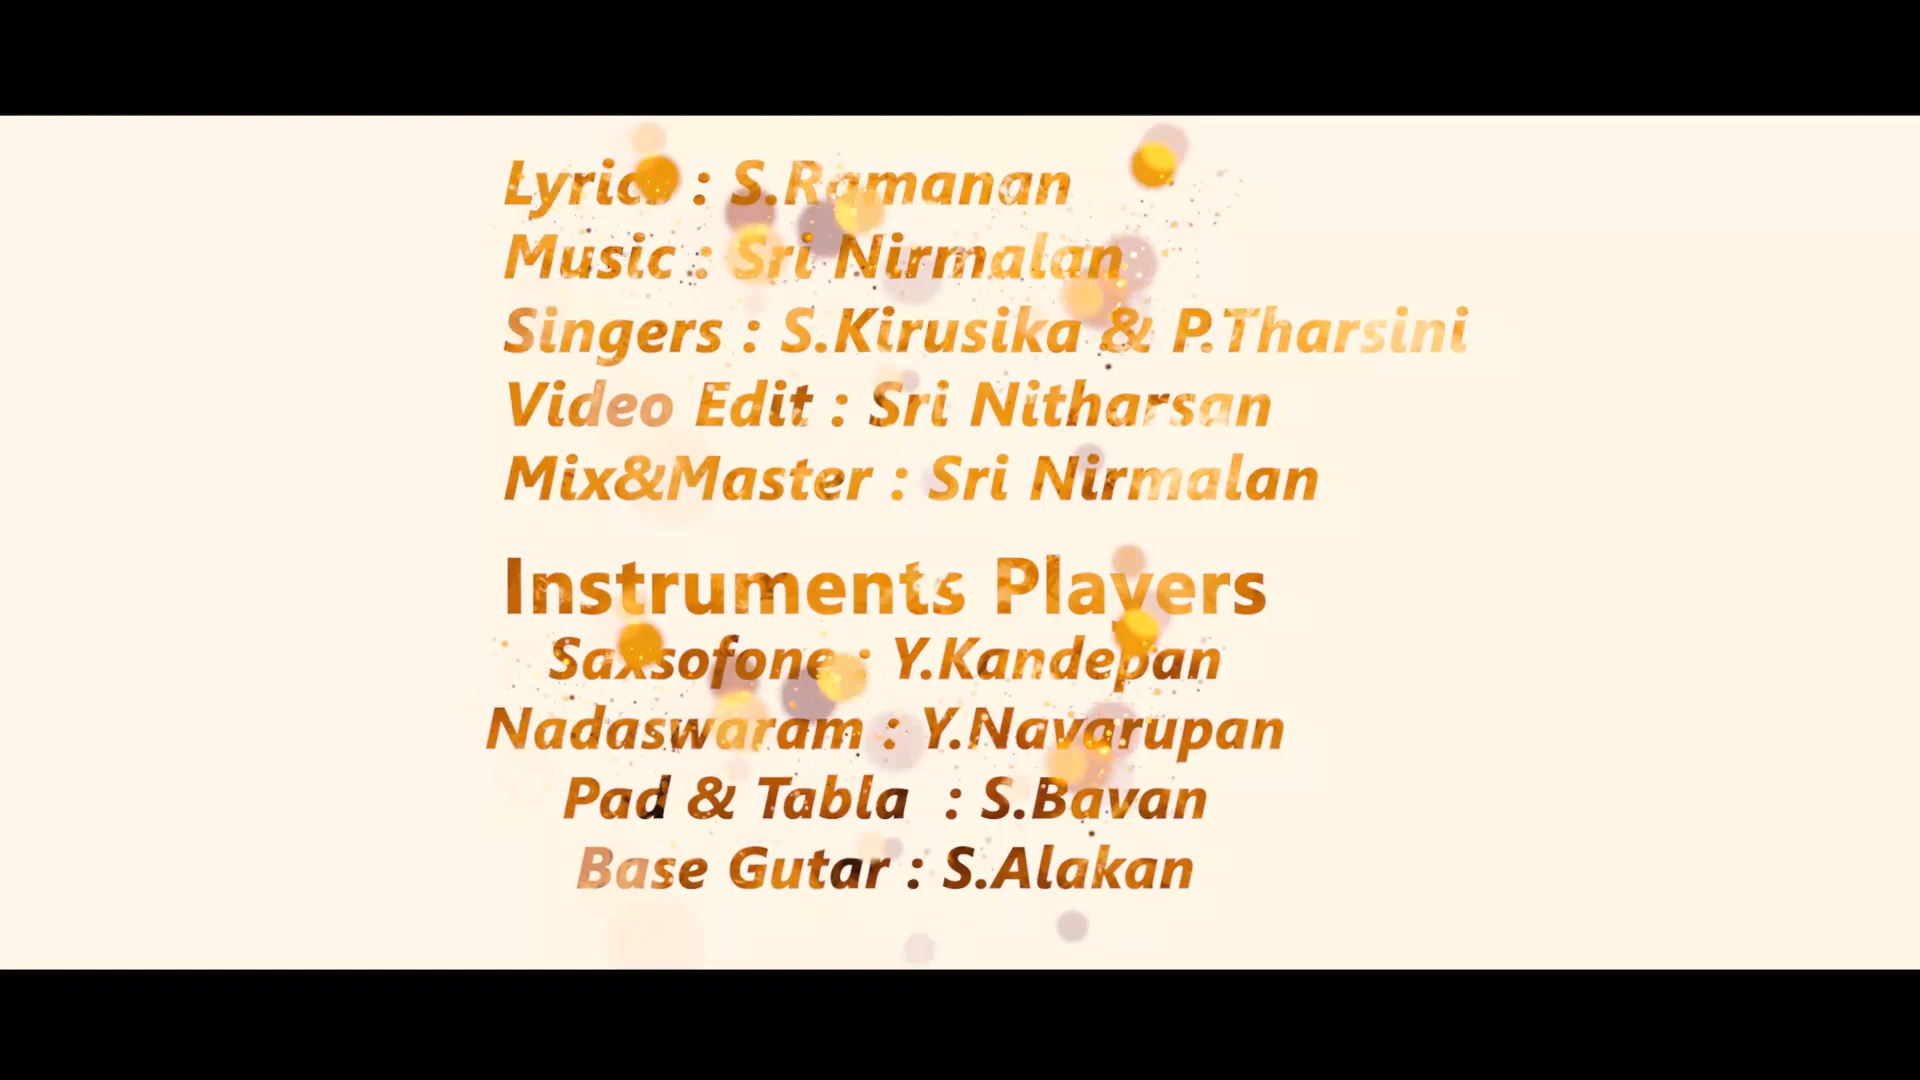 Lyrics : S.Ramanan
Music : Sri Nirmalan
Singers : S.Kirusika & P.Tharsini
Video Edit : Sri Nitharsan
Mix&Master : Sri Nirmalan
Instruments Players
Saxsofone : Y.Kandepan
Nadaswaram : Y.Navarupan
Pad & Tabla : S.Bavan
Base Gutar : S.Alakan